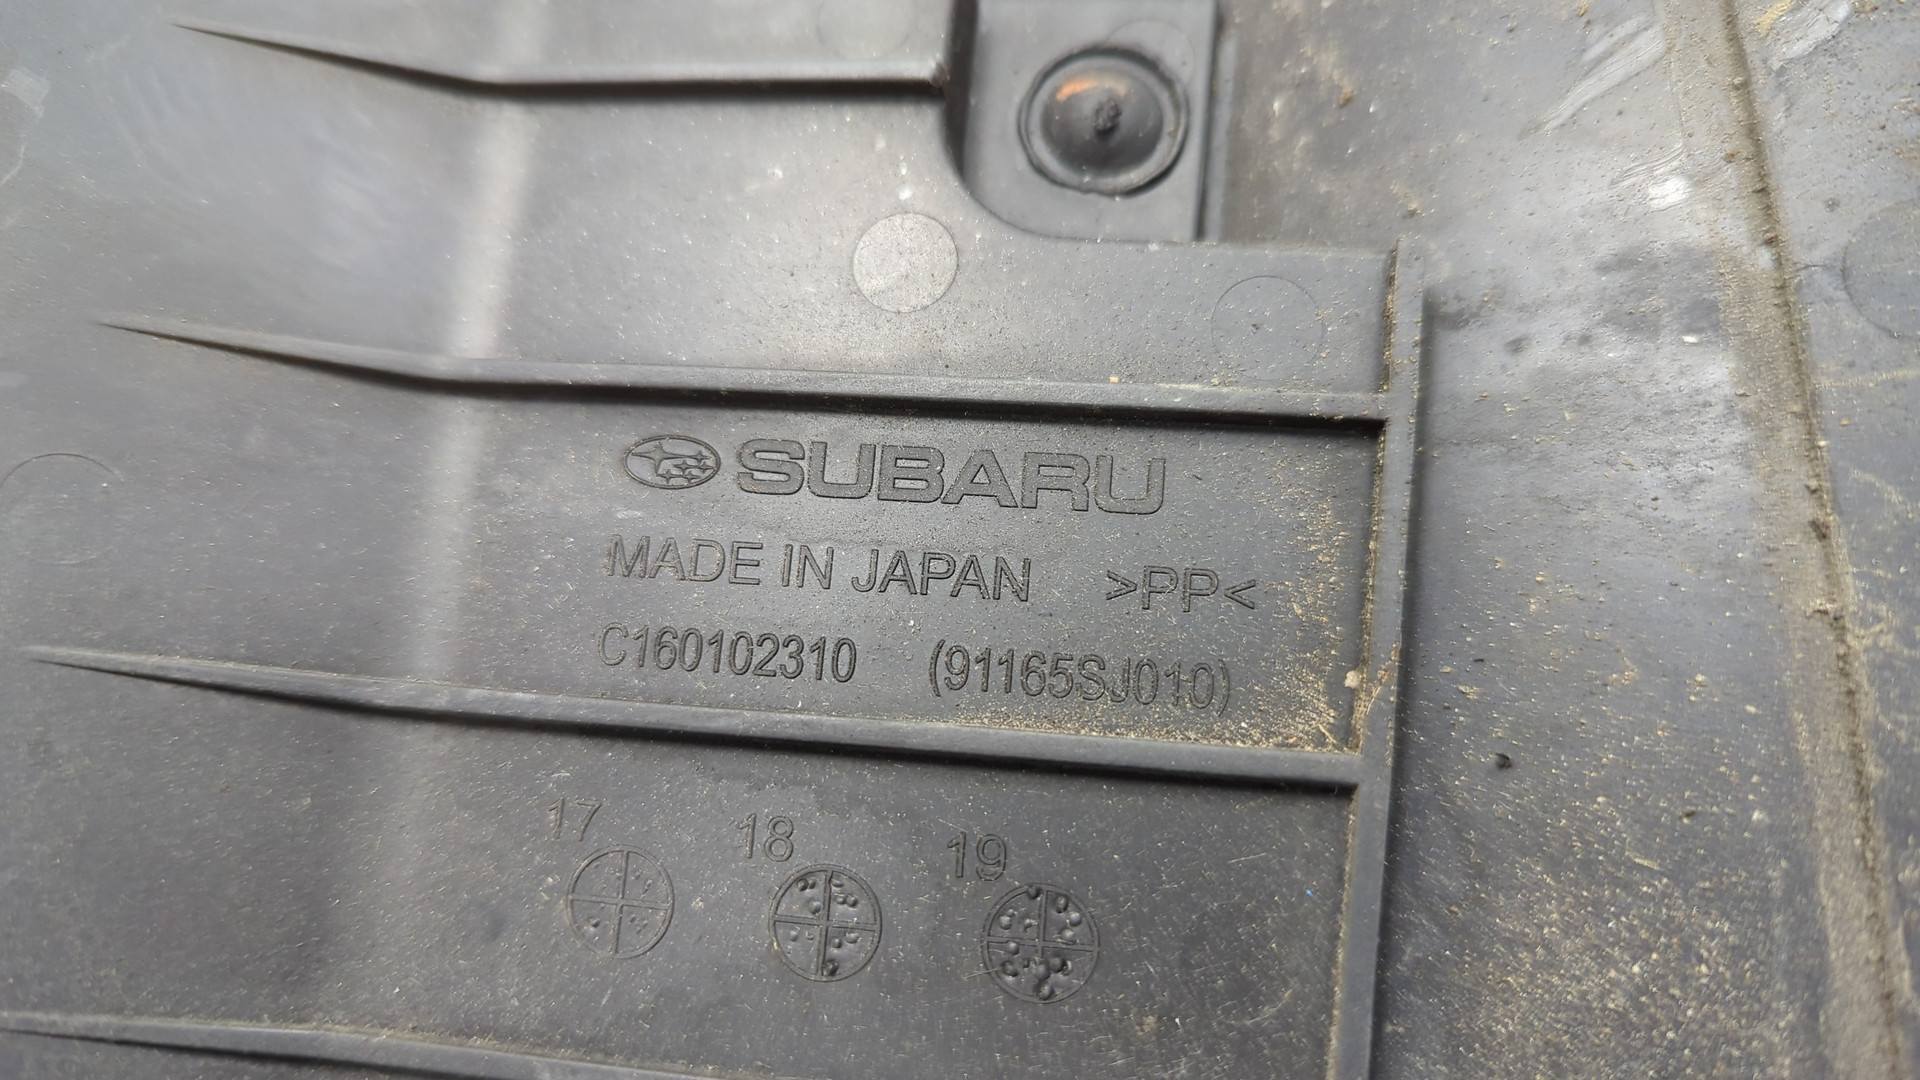 SUBARU
MADE IN JAPAN >PP<
C160102310 (91165SJ010)
17 18 19